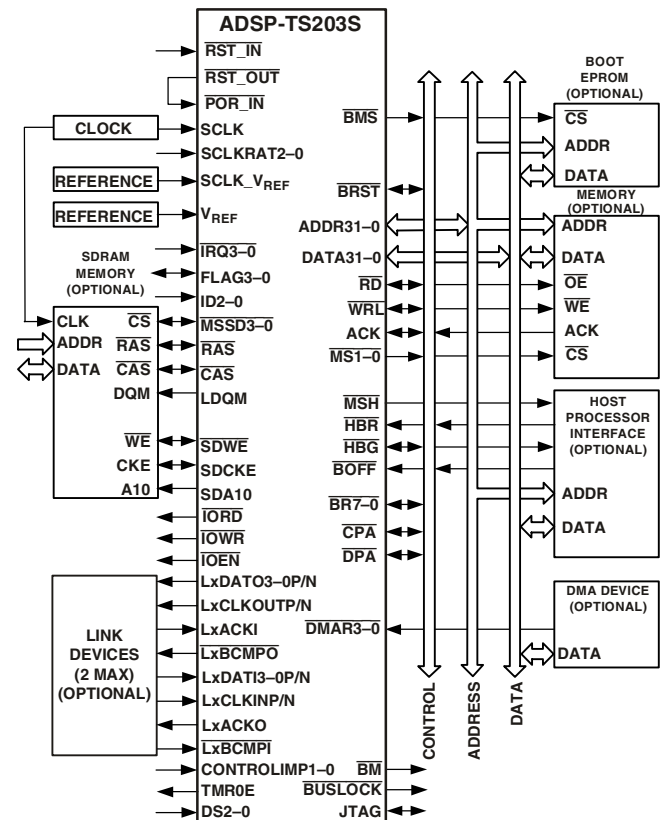 ADSP-TS203S
RST_IN
RST_OUT
POR_IN
CLOCK
SCLK
SCLKRAT2–0
REFERENCE
SCLK_VREF
REFERENCE
VREF
IRQ3–0
FLAG3–0
ID2–0
SDRAM
MEMORY
(OPTIONAL)
CLK
CS
MSSD3–0
ADDR
RAS
RAS
DATA
CAS
CAS
DQM
LDQM
WE
SDWE
CKE
SDCKE
A10
SDA10
IORD
IOWR
IOEN
LINK
DEVICES
(2 MAX)
(OPTIONAL)
LxDATO3–0P/N
LxCLKOUTP/N
LxACKI
LxBCMPO
LxDATI3–0P/N
LxCLKINP/N
LxACKO
LxBCMPI
CONTROLIMP1–0
TMR0E
DS2–0
BMS
BRST
ADDR31–0
DATA31–0
RD
WRL
ACK
MS1–0
MSH
HBR
HBG
BOFF
BR7–0
CPA
DPA
DMAR3–0
BM
BUSLOCK
JTAG
CONTROL
ADDRESS
DATA
BOOT
EPROM
(OPTIONAL)
CS
ADDR
DATA
MEMORY
(OPTIONAL)
ADDR
DATA
OE
WE
ACK
CS
HOST
PROCESSOR
INTERFACE
(OPTIONAL)
ADDR
DATA
DMA DEVICE
(OPTIONAL)
DATA